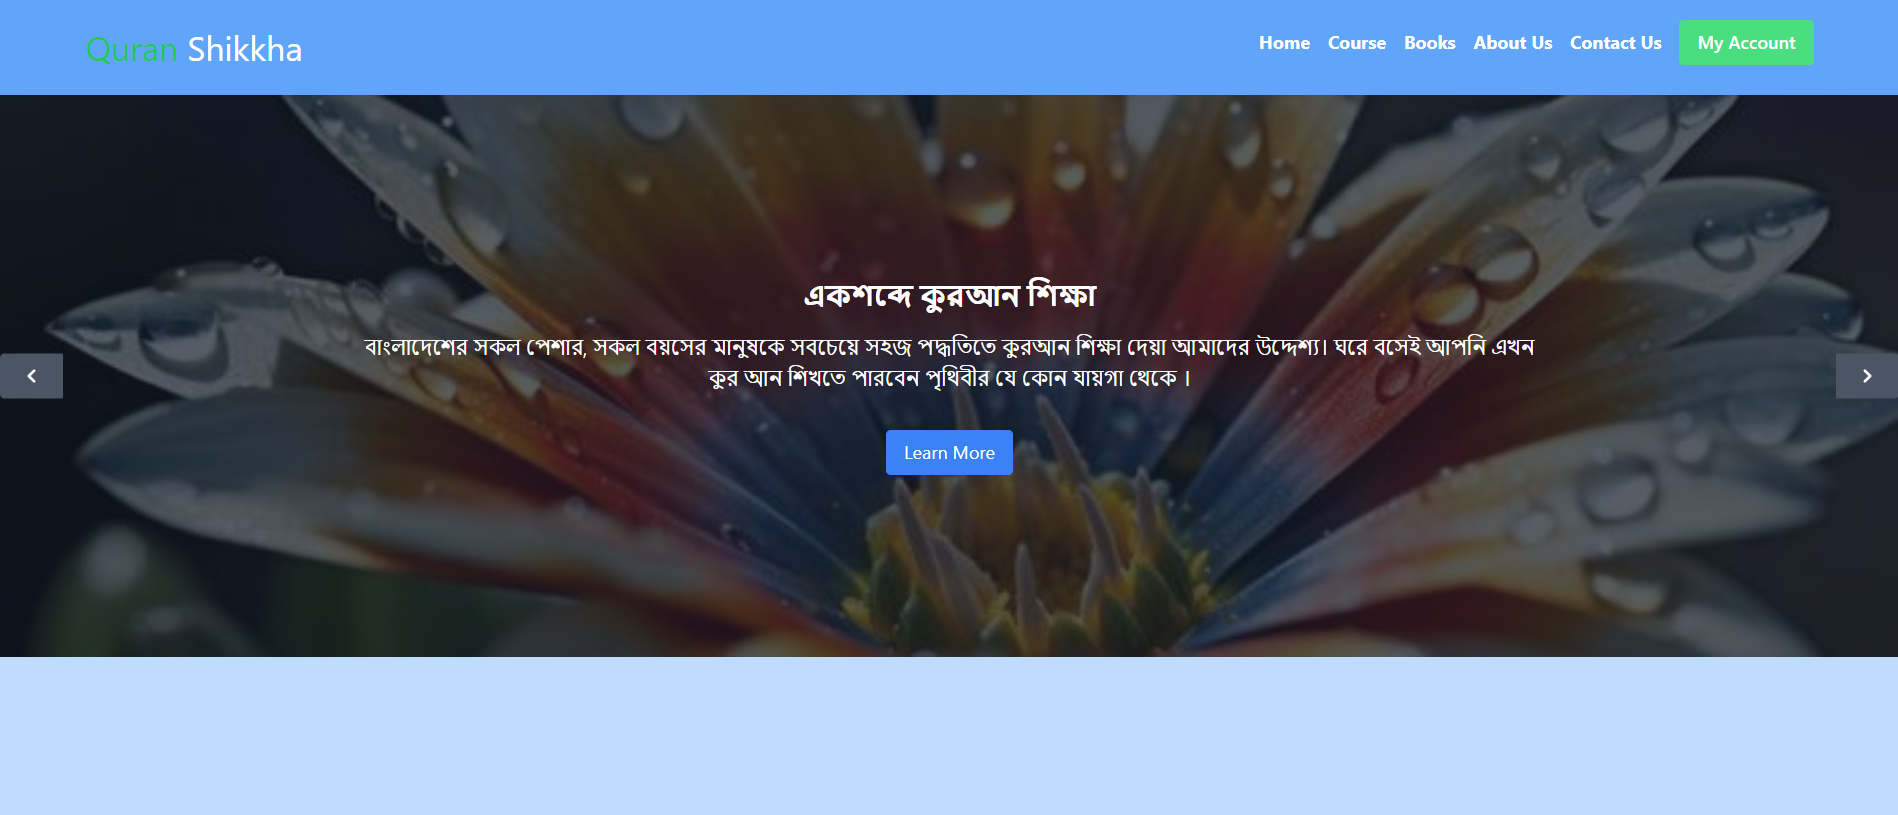 Quran Shikkha
Home Course Books About Us Contact Us My Account
একশব্দে কুরআন শিক্ষা
বাংলাদেশের সকল পেশার, সকল বয়সের মানুষকে সবচেয়ে সহজ পদ্ধতিতে কুরআন শিক্ষা দেয়া আমাদের উদ্দেশ্য। ঘরে বসেই আপনি এখন
কুর আন শিখতে পারবেন পৃথিবীর যে কোন যায়গা থেকে ।
Learn More